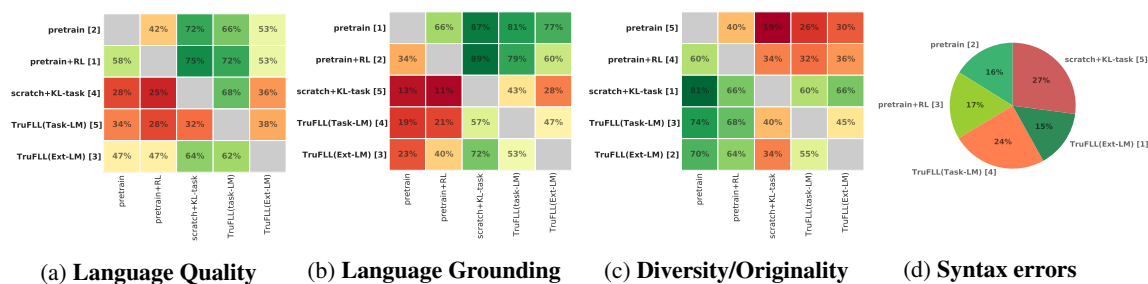 pretrain [2] 42% 72% 66% 53%
pretrain+RL [1] 58% 75% 72% 53%
scratch+KL-task [4] 28% 25% 68% 36%
TruFLL(Task-LM) [5] 34% 28% 32% 38%
TruFLL(Ext-LM) [3] 47% 47% 64% 62%
pretrain
pretrain+RL
scratch+KL-task
TruFLL(task-LM)
TruFLL(Ext-LM)
(a) Language Quality
pretrain [1] 66% 87% 81% 77%
pretrain+RL [2] 34% 89% 79% 60%
scratch+KL-task [5] 13% 11% 43% 28%
TruFLL(Task-LM) [4] 19% 21% 57% 47%
TruFLL(Ext-LM) [3] 23% 40% 72% 53%
pretrain
pretrain+RL
scratch+KL-task
TruFLL(task-LM)
TruFLL(Ext-LM)
(b) Language Grounding
pretrain [5] 40% 19% 26% 30%
pretrain+RL [4] 60% 34% 32% 36%
scratch+KL-task [1] 81% 66% 60% 66%
TruFLL(Task-LM) [3] 74% 68% 40% 45%
TruFLL(Ext-LM) [2] 70% 64% 34% 55%
pretrain
pretrain+RL
scratch+KL-task
TruFLL(task-LM)
TruFLL(Ext-LM)
(c) Diversity/Originality
pretrain [2] 16%
scratch+KL-task [5] 27%
pretrain+RL [3] 17%
TruFLL(Ext-LM) [1] 15%
TruFLL(Task-LM) [4] 24%
(d) Syntax errors